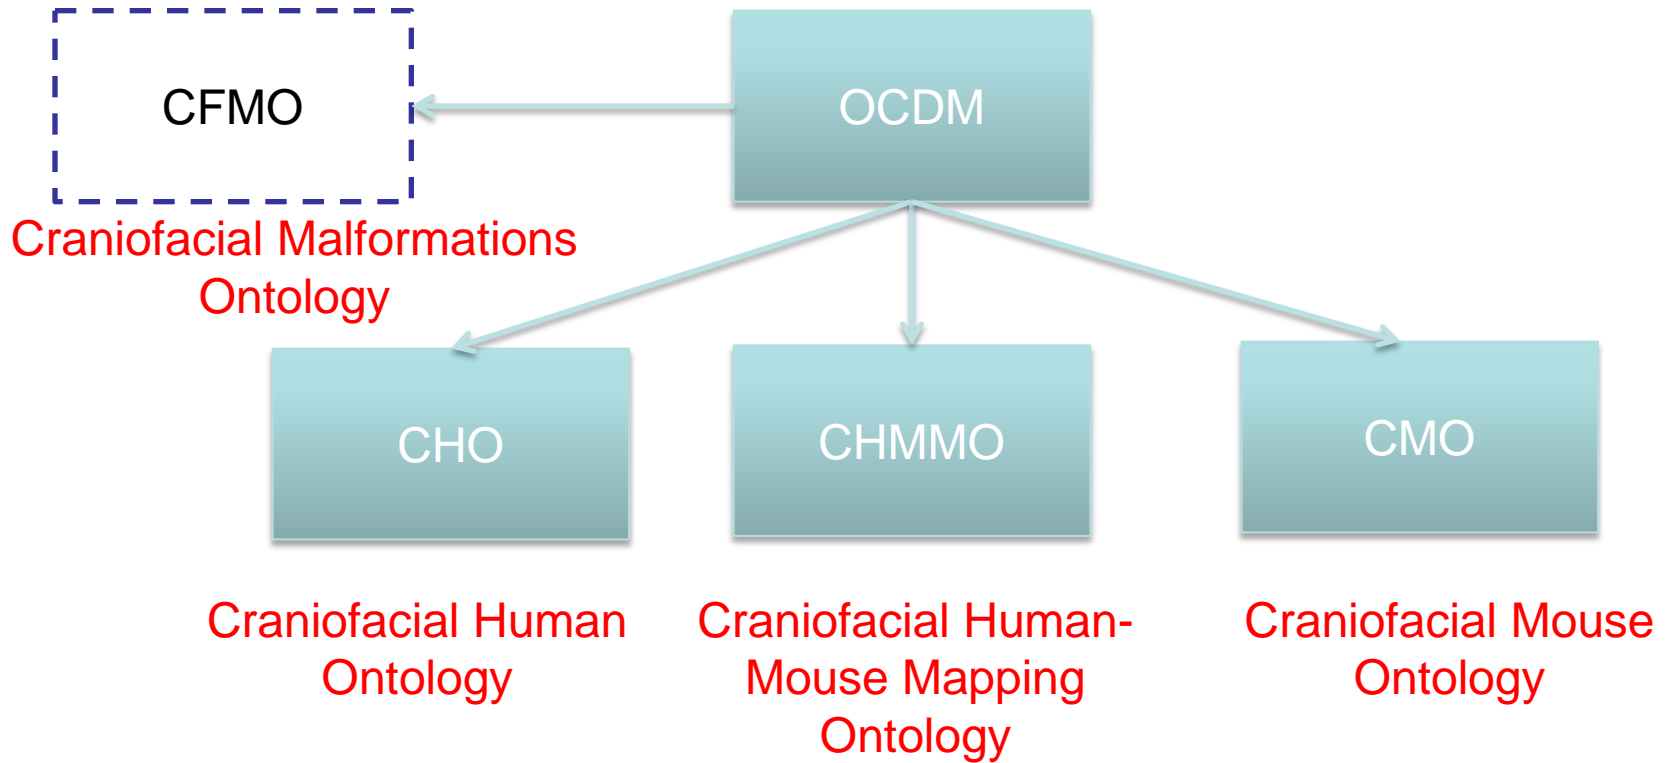 CFMO
OCDM
Craniofacial Malformations
Ontology
CHO
CHMMO
CMO
Craniofacial Human
Ontology
Craniofacial Human-
Mouse Mapping
Ontology
Craniofacial Mouse
Ontology